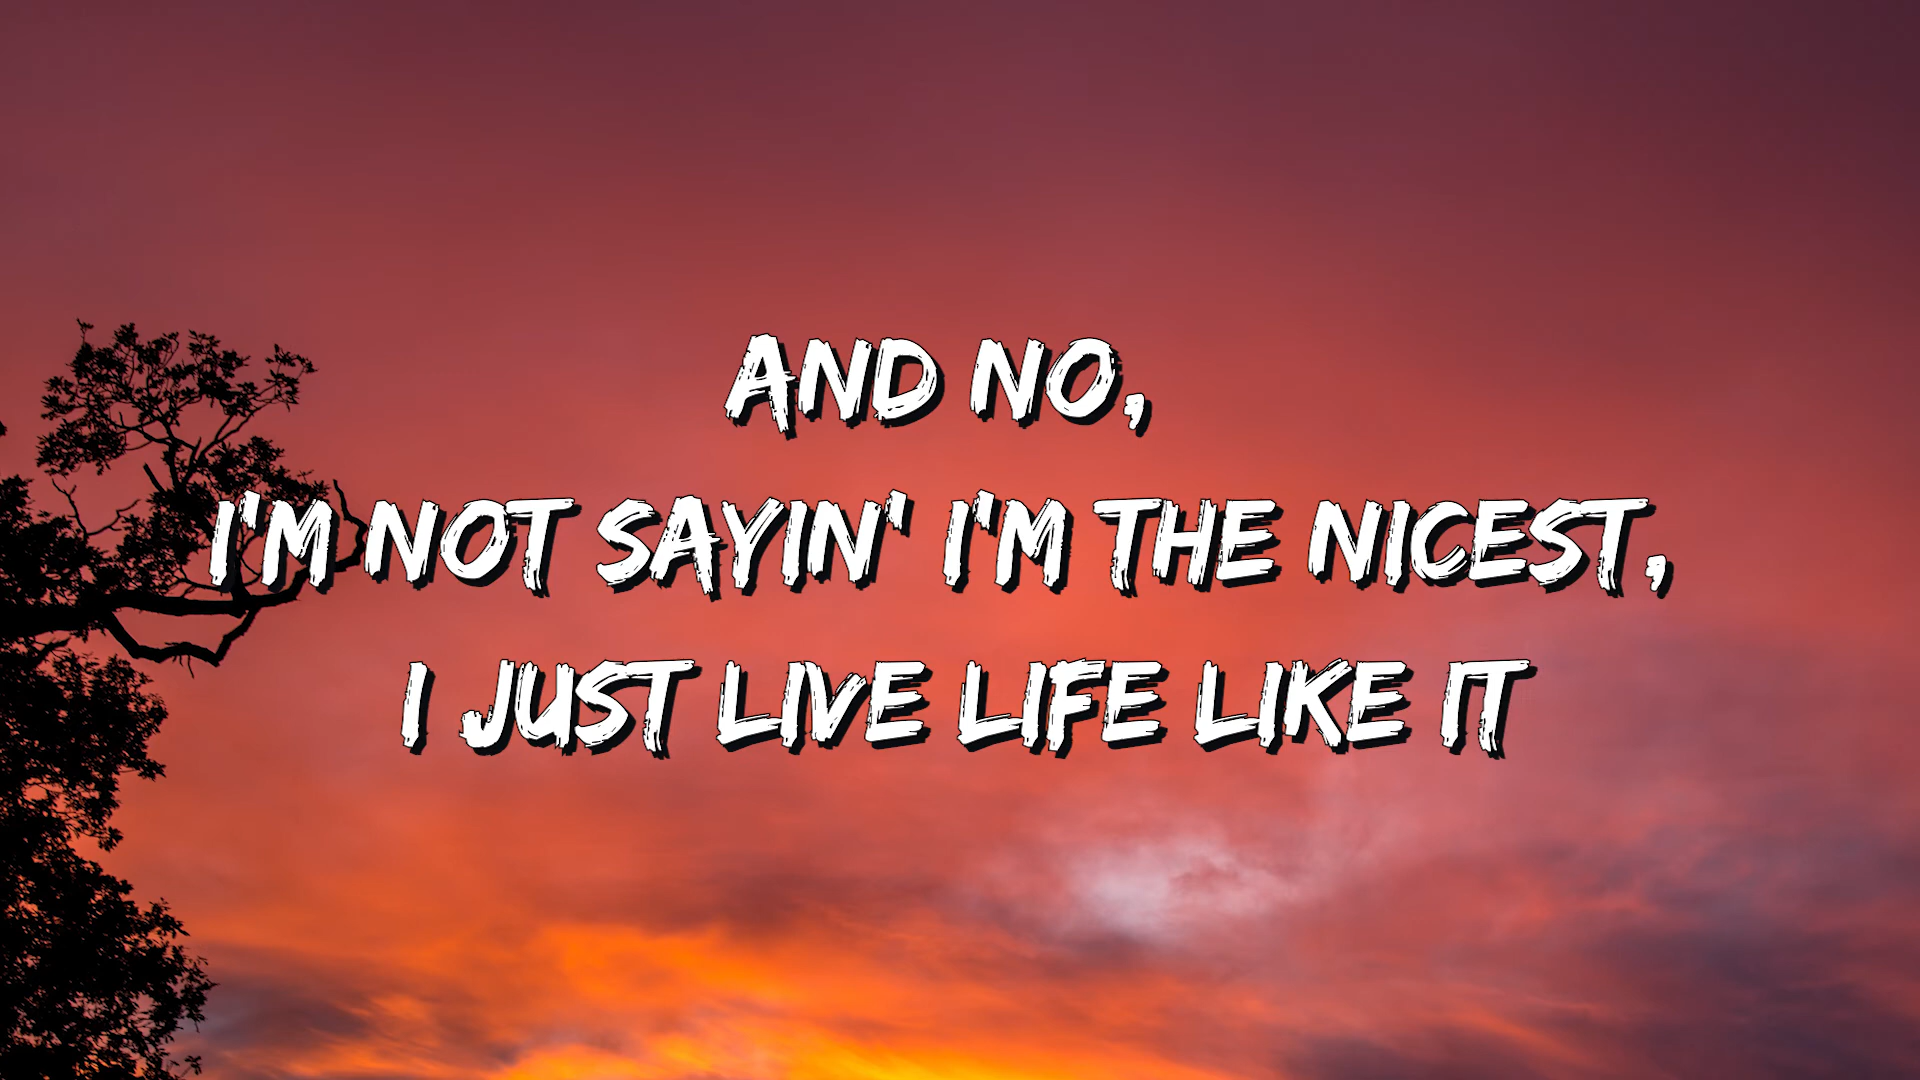 AND NO,
I'M NOT SAYIN' I'M THE NICEST,
I JUST LIVE LIFE LIKE IT